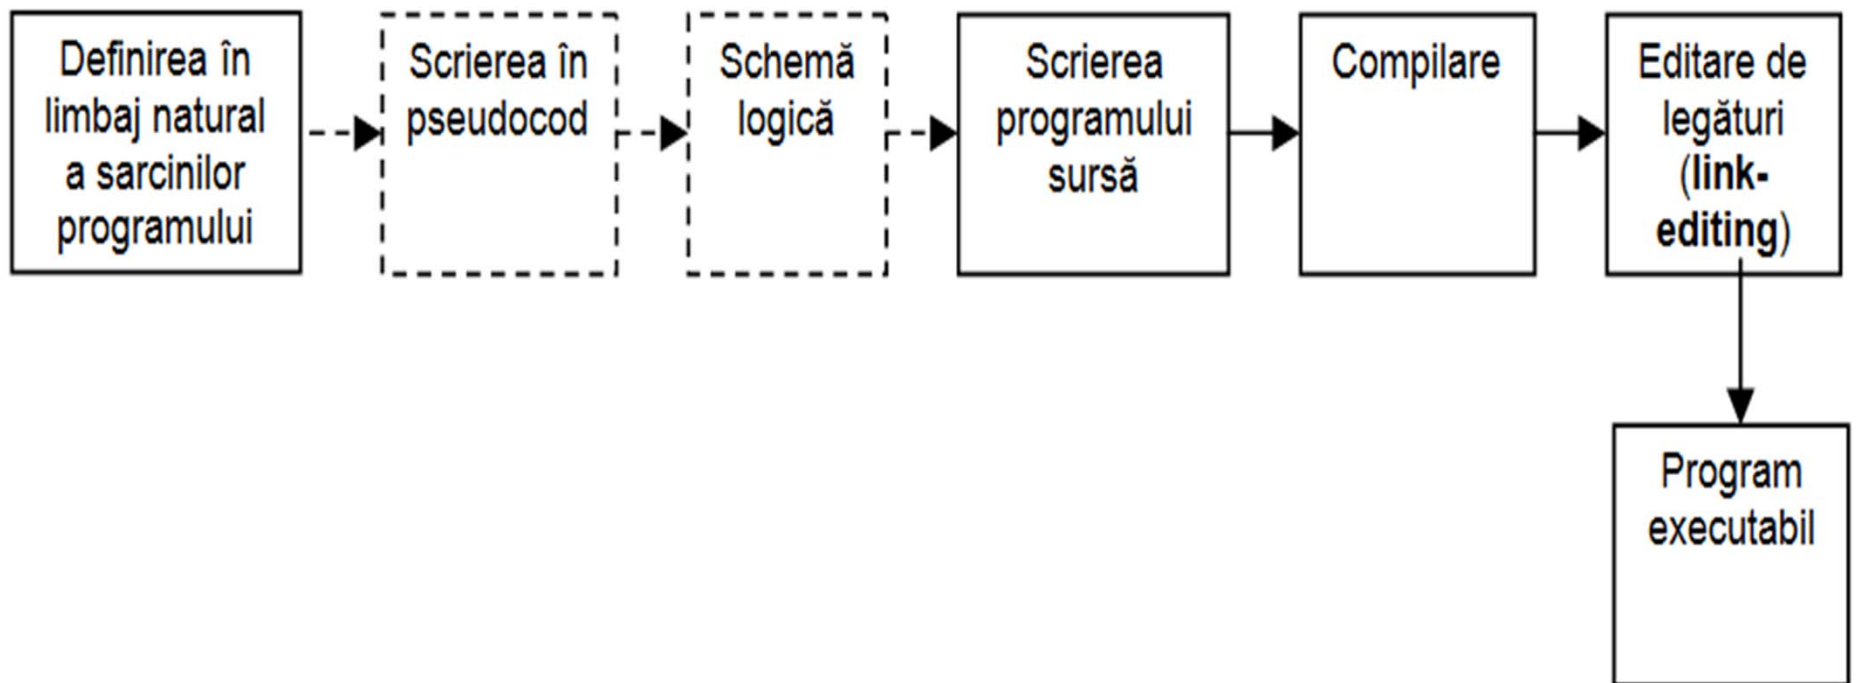 Definirea în
limbaj natural
a sarcinilor
programului
Scrierea în
pseudocod
Schemă
logică
Scrierea
programului
sursă
Compilare
Editare de
legături
(link-
editing)
Program
executabil